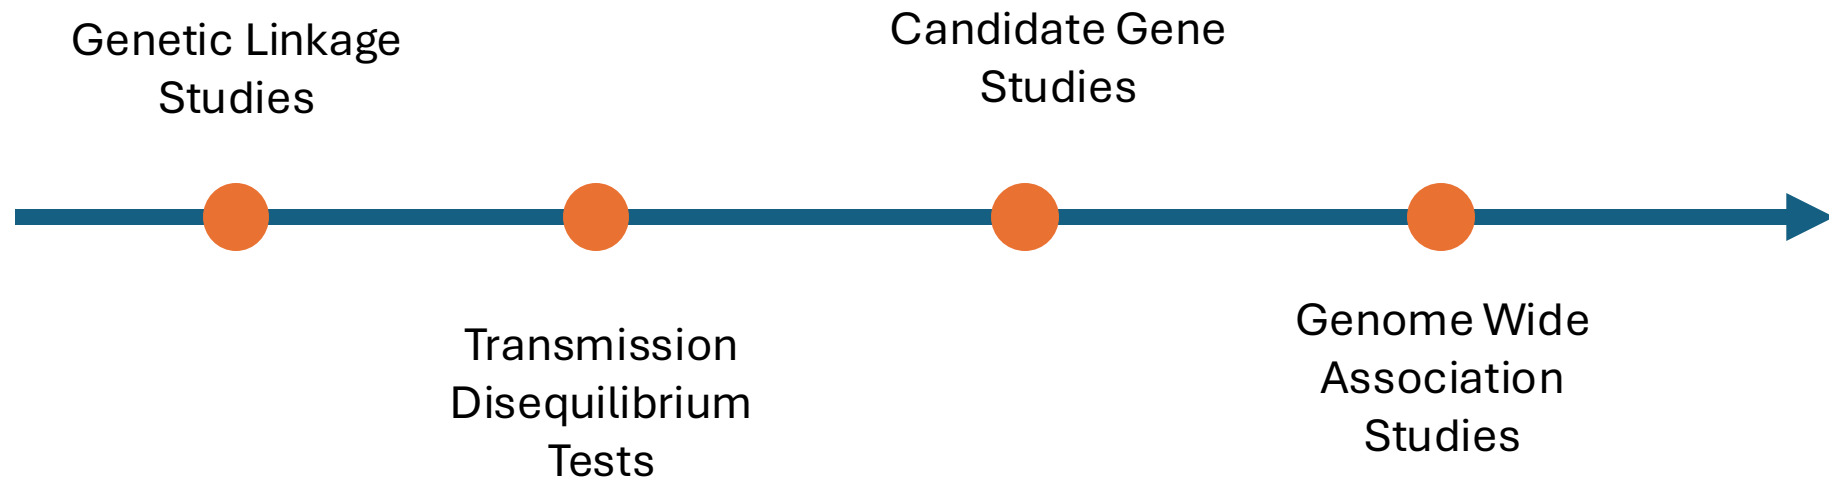 Genetic Linkage
Studies
Transmission
Disequilibrium
Tests
Candidate Gene
Studies
Genome Wide
Association
Studies